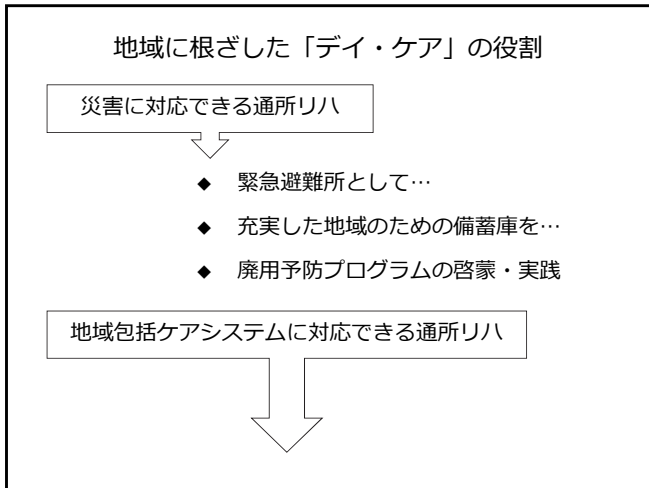 地域に根ざした「デイ・ケア」の役割
災害に対応できる通所リハ
◆ 緊急避難所として…
◆ 充実した地域のための備蓄庫を…
◆ 廃用予防プログラムの啓蒙・実践
地域包括ケアシステムに対応できる通所リハ